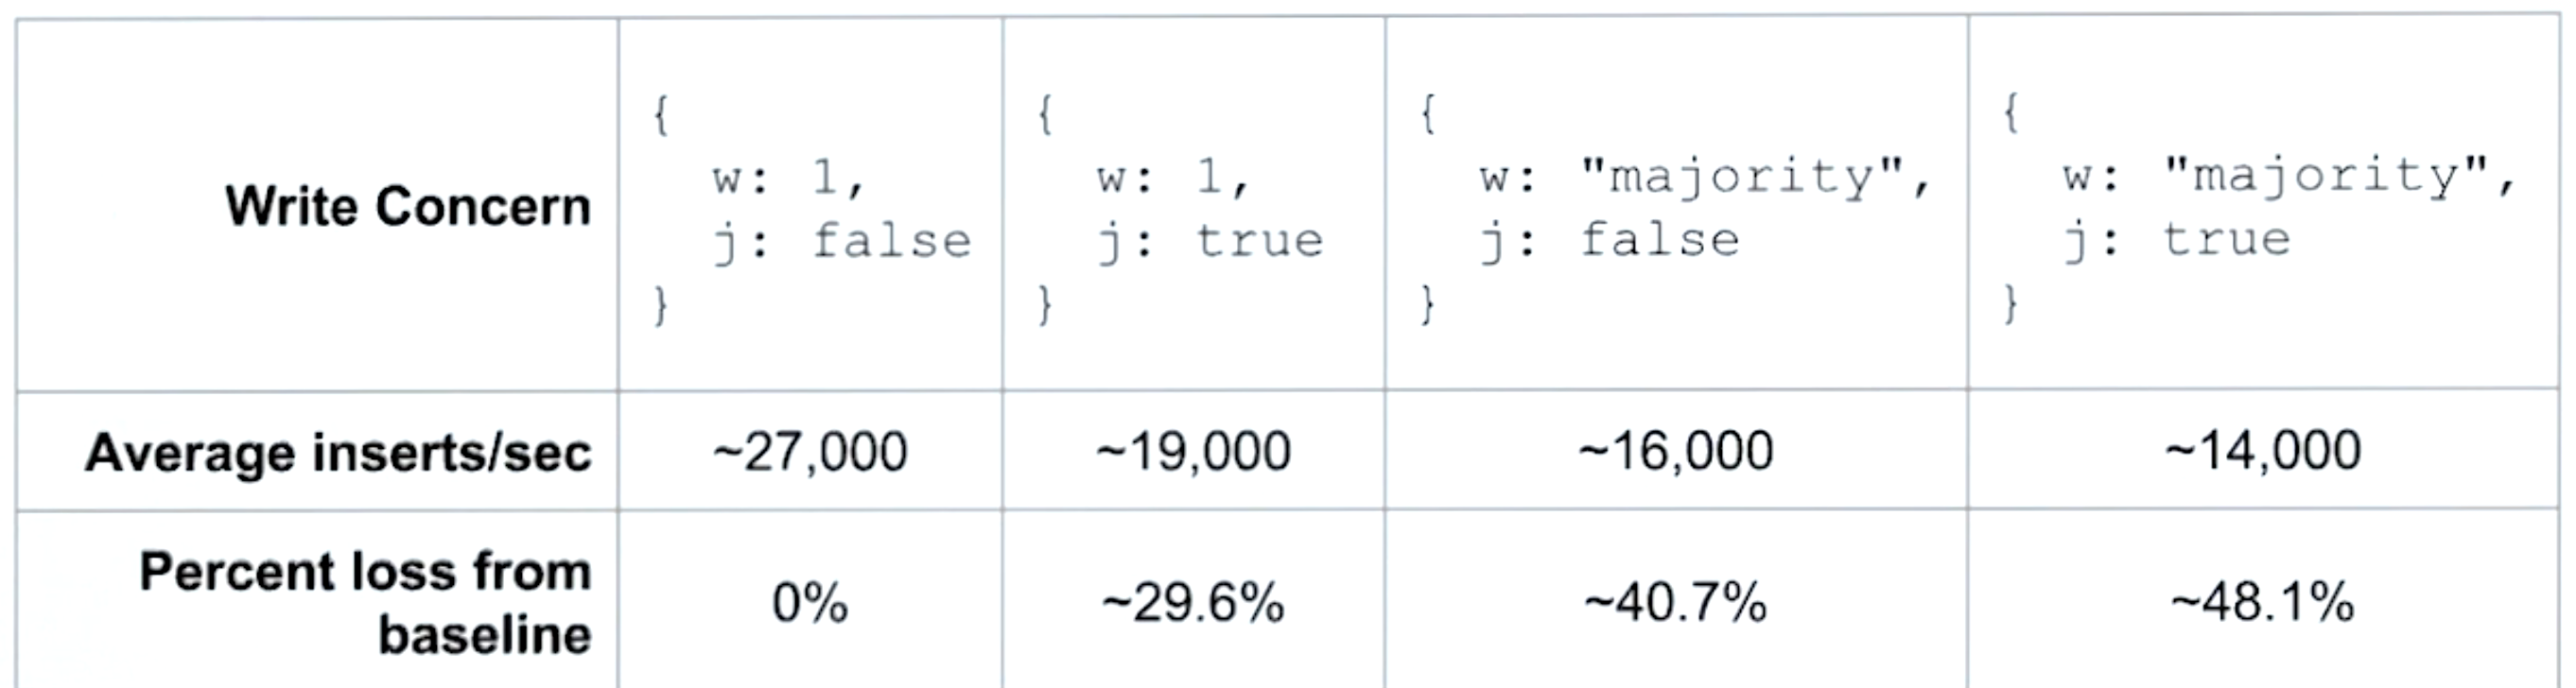 Write Concern
{
w: 1,
j: false
}
{
w: 1,
j: true
}
{
w: "majority",
j: false
}
{
w: "majority",
j: true
}
Average inserts/sec
~27,000
~19,000
~16,000
~14,000
Percent loss from
baseline
0%
~29.6%
~40.7%
~48.1%